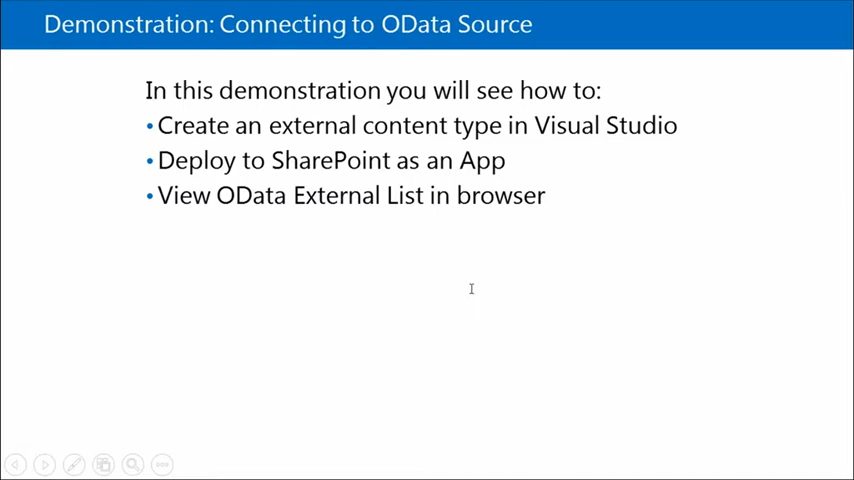 Demonstration: Connecting to OData Source
In this demonstration you will see how to:
•Create an external content type in Visual Studio
•Deploy to SharePoint as an App
•View OData External List in browser